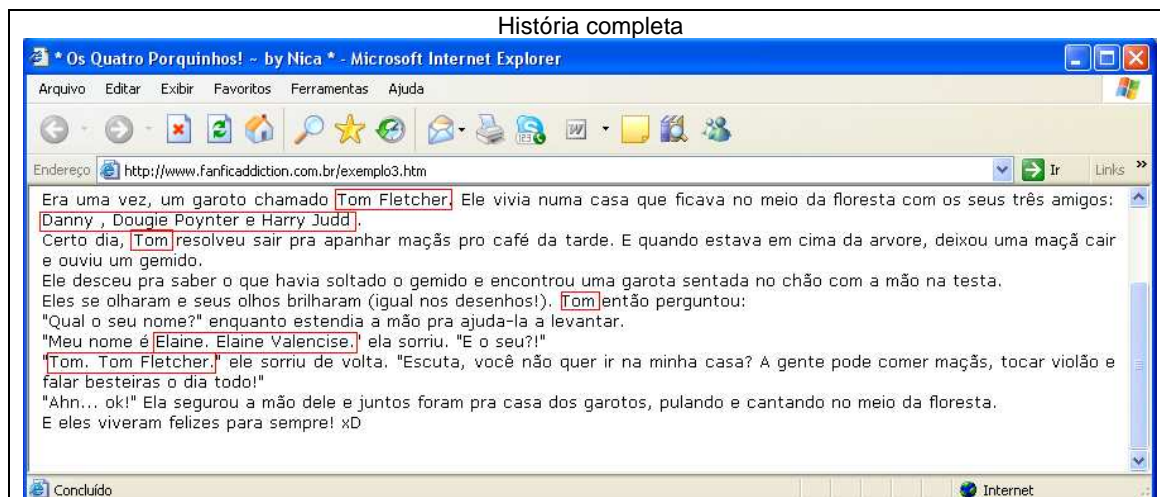 História completa
* Os Quatro Porquinhos! ~ by Nica * - Microsoft Internet Explorer
Arquivo Editar Exibir Favoritos Ferramentas Ajuda
Endereço http://www.fanficaddiction.com.br/exemplo3.htm Ir Links »
Era uma vez, um garoto chamado Tom Fletcher. Ele vivia numa casa que ficava no meio da floresta com os seus três amigos:
Danny , Dougie Poynter e Harry Judd .
Certo dia, Tom resolveu sair pra apanhar maçãs pro café da tarde. E quando estava em cima da arvore, deixou uma maçã cair
e ouviu um gemido.
Ele desceu pra saber o que havia soltado o gemido e encontrou uma garota sentada no chão com a mão na testa.
Eles se olharam e seus olhos brilharam (igual nos desenhos!). Tom então perguntou:
"Qual o seu nome?" enquanto estendia a mão pra ajuda-la a levantar.
"Meu nome é Elaine. Elaine Valencise." ela sorriu. "E o seu?!"
"Tom. Tom Fletcher." ele sorriu de volta. "Escuta, você não quer ir na minha casa? A gente pode comer maçãs, tocar violão e
falar besteiras o dia todo!"
"Ahn... ok!" Ela segurou a mão dele e juntos foram pra casa dos garotos, pulando e cantando no meio da floresta.
E eles viveram felizes para sempre! xD
Concluído Internet